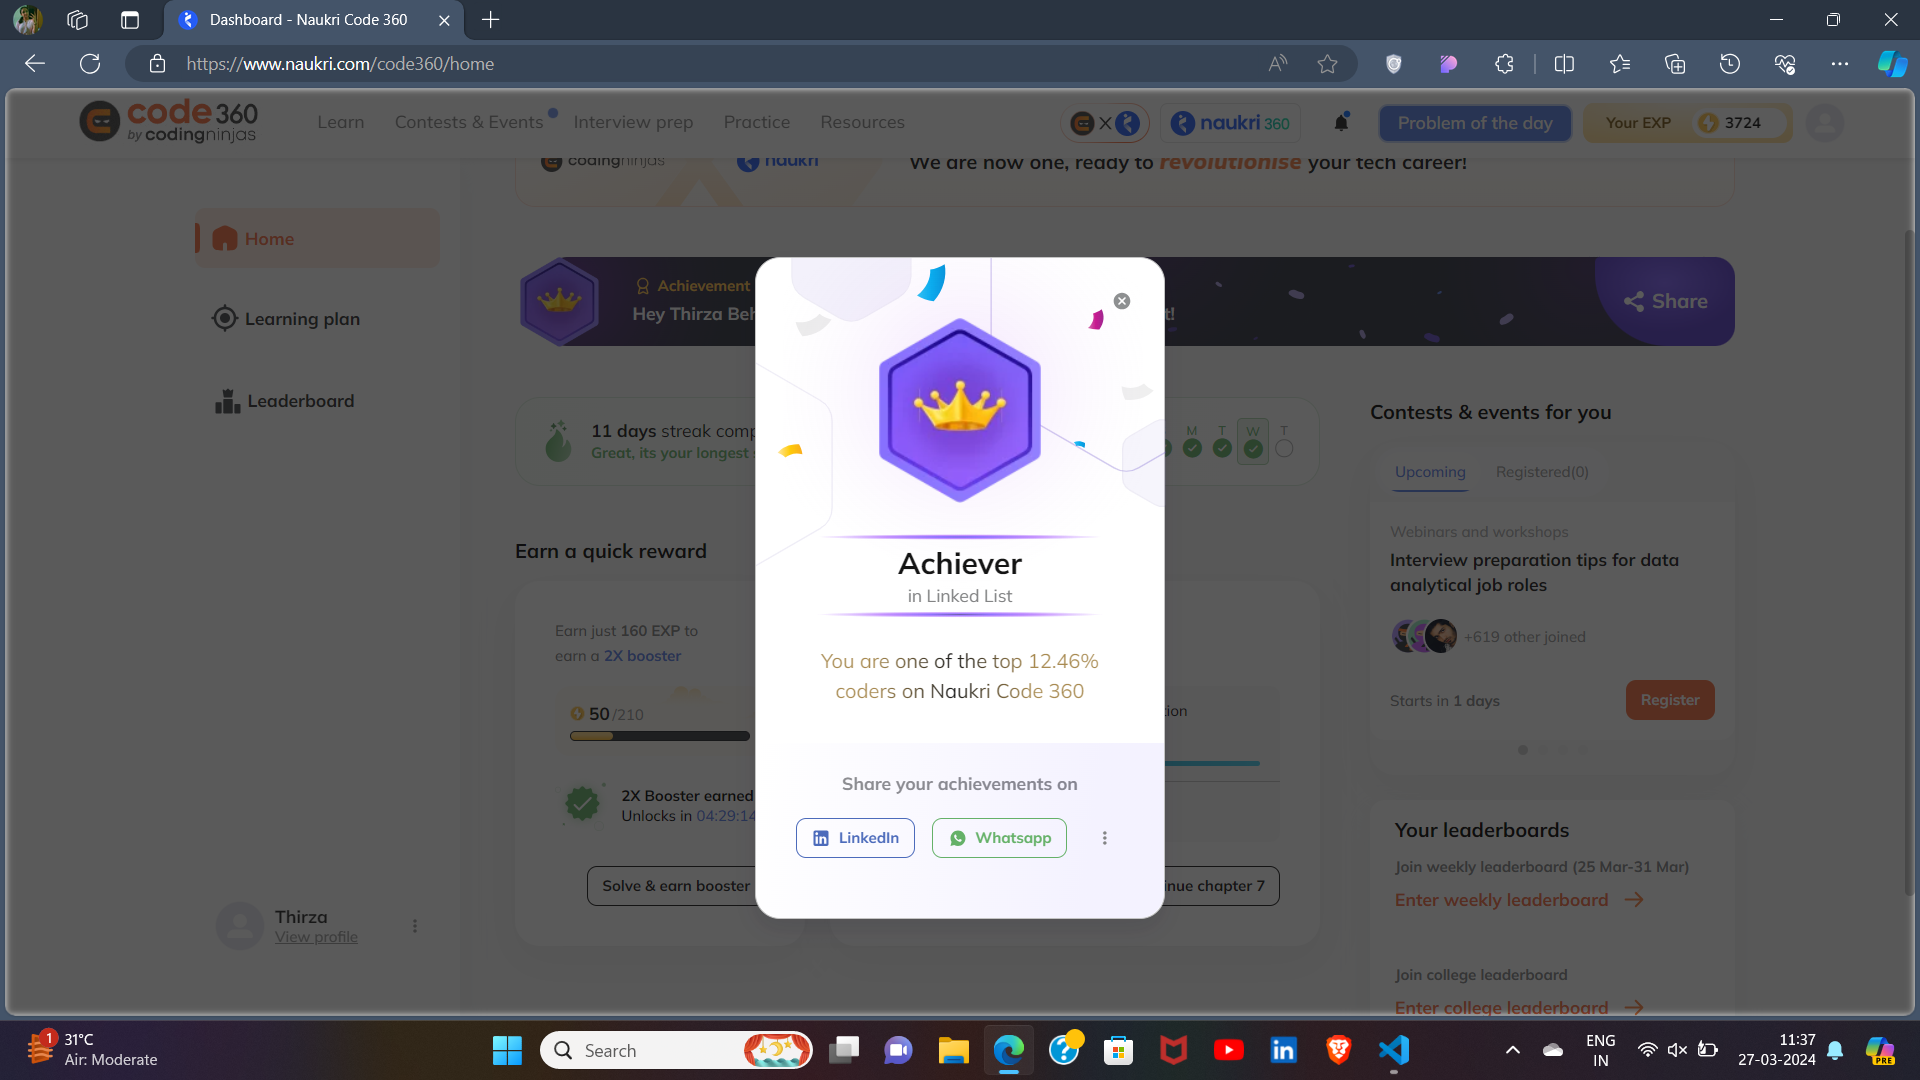 Dashboard - Naukri Code 360
https://www.naukri.com/code360/home
code 360
by codingninjas
Learn
Contests & Events
Interview prep
Practice
Resources
X
naukri 360
Problem of the day
Your EXP
3724
codingninjas
naukri
We are now one, ready to revolutionise your tech career!
Home
Learning plan
Leaderboard
Achievement
Hey Thirza Beh
t!
Share
11 days streak comp
Great, its your longest s
M T W T
Earn a quick reward
Earn just 160 EXP to
earn a 2X booster
50/210
2X Booster earned
Unlocks in 04:29:14
Solve & earn booster
tion
inue chapter 7
Achiever
in Linked List
You are one of the top 12.46%
coders on Naukri Code 360
Share your achievements on
LinkedIn
Whatsapp
Contests & events for you
Upcoming
Registered(0)
Webinars and workshops
Interview preparation tips for data
analytical job roles
+619 other joined
Starts in 1 days
Register
Your leaderboards
Join weekly leaderboard (25 Mar-31 Mar)
Enter weekly leaderboard
Join college leaderboard
Enter college leaderboard
Thirza
View profile
1
31°C
Air: Moderate
Search
ENG
IN
11:37
27-03-2024
PRE